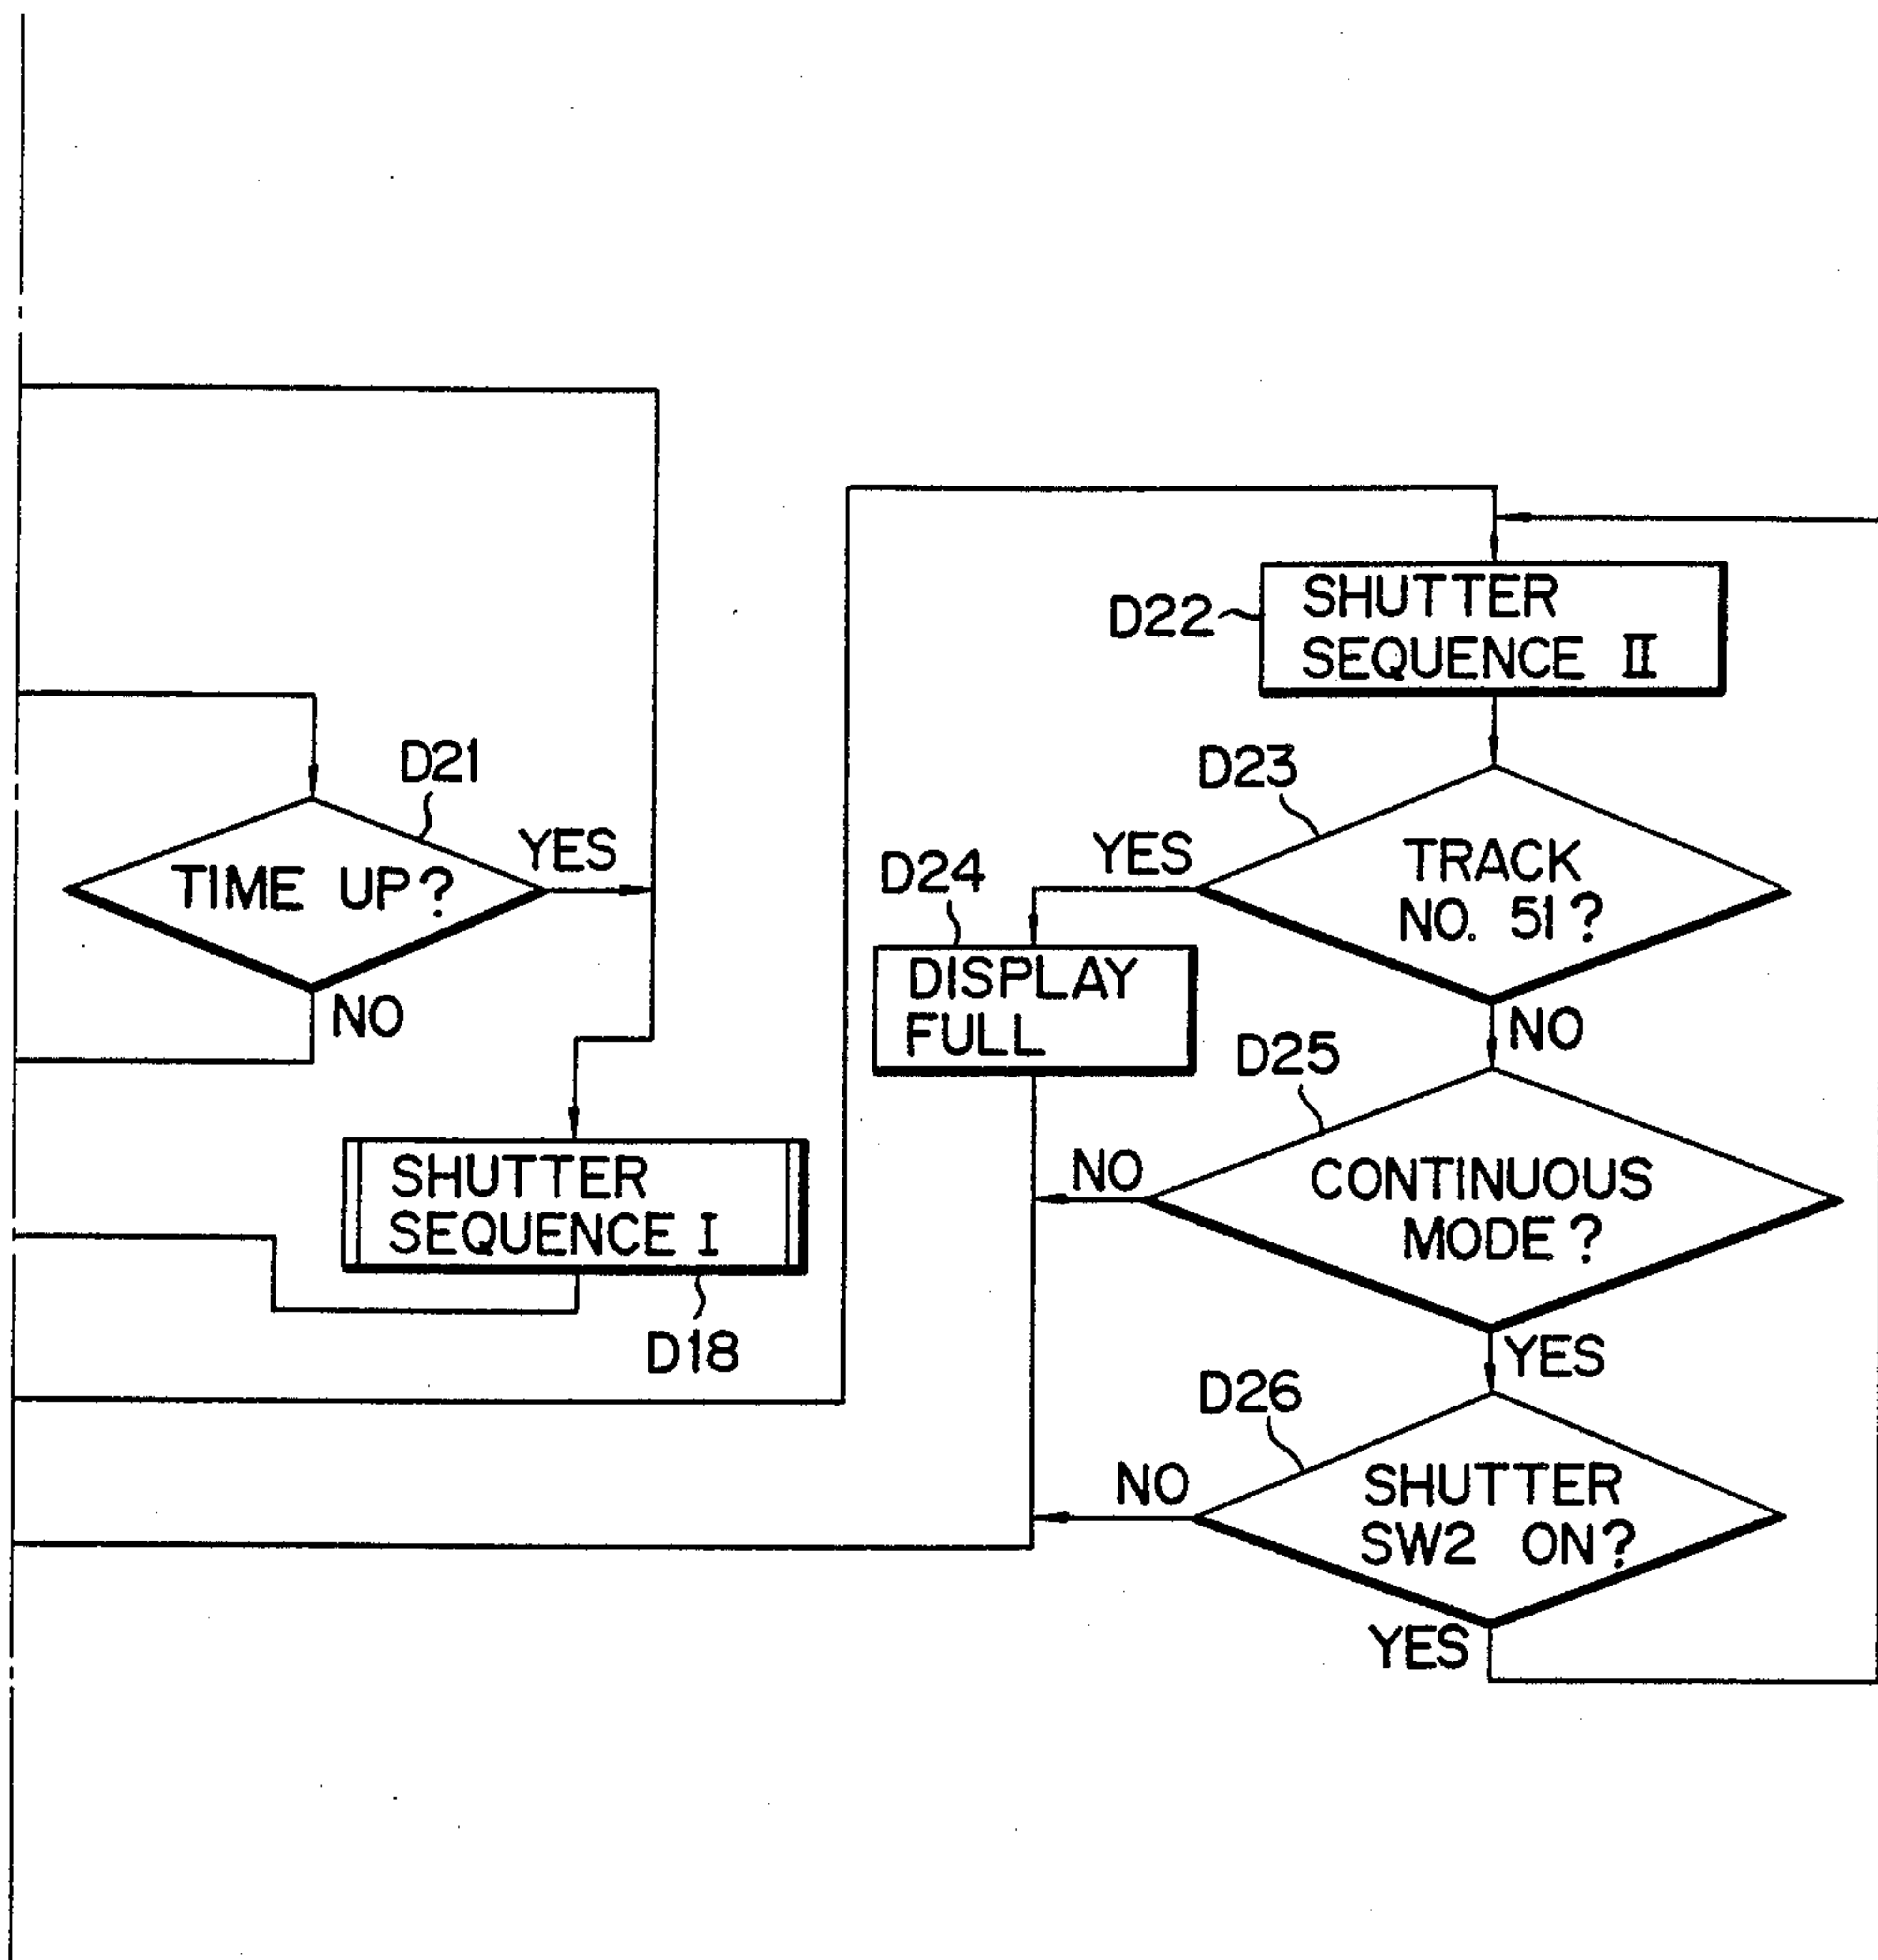 D21
TIME UP?
YES
NO
SHUTTER
SEQUENCE I
D18
D22
SHUTTER
SEQUENCE II
D23
TRACK
NO. 51?
YES
NO
D24
DISPLAY
FULL
D25
CONTINUOUS
MODE?
NO
YES
D26
SHUTTER
SW2 ON?
NO
YES